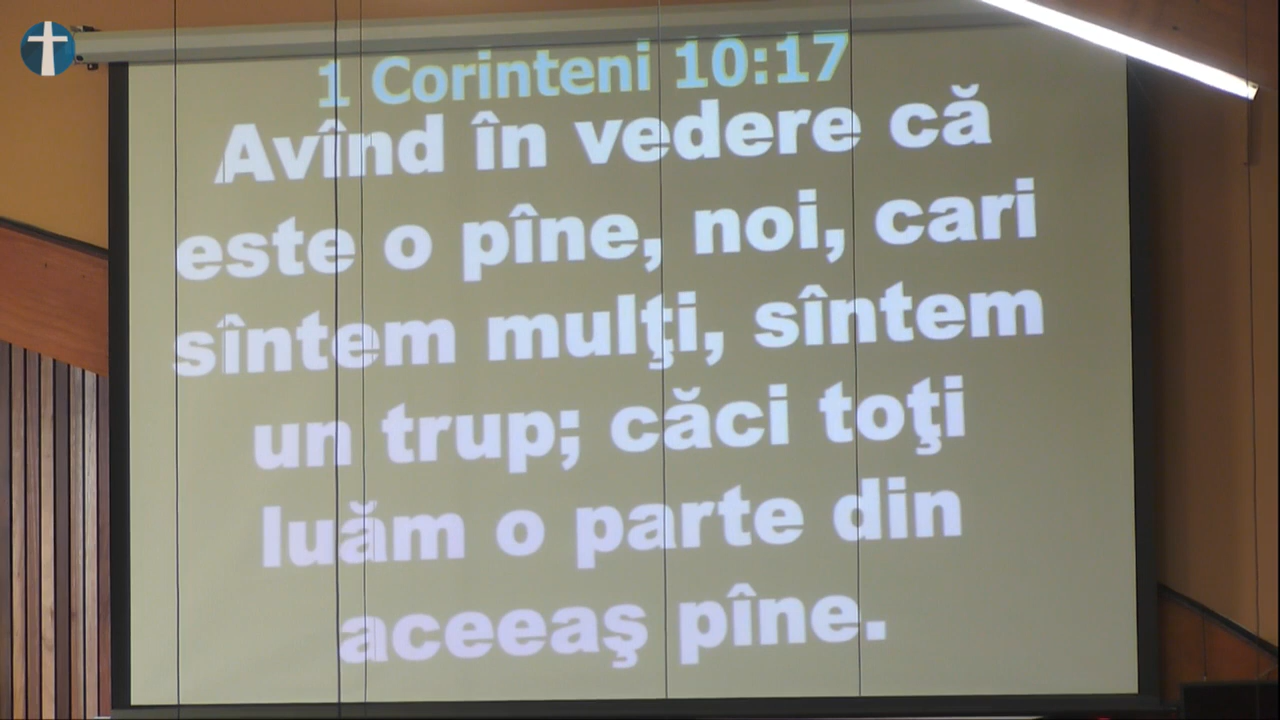 1 Corinteni 10:17
Avînd în vedere că
este o pîne, noi, cari
sîntem mulţi, sîntem
un trup; căci toţi
luăm o parte din
aceeaş pîne.